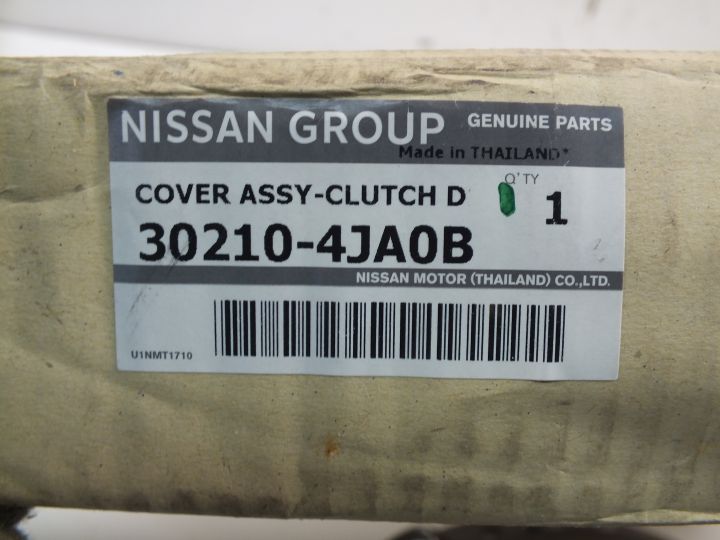 NISSAN GROUP GENUINE PARTS
Made in THAILAND*
COVER ASSY-CLUTCH D Q'TY 1
30210-4JA0B
NISSAN MOTOR (THAILAND) CO.,LTD.
U1NMT1710